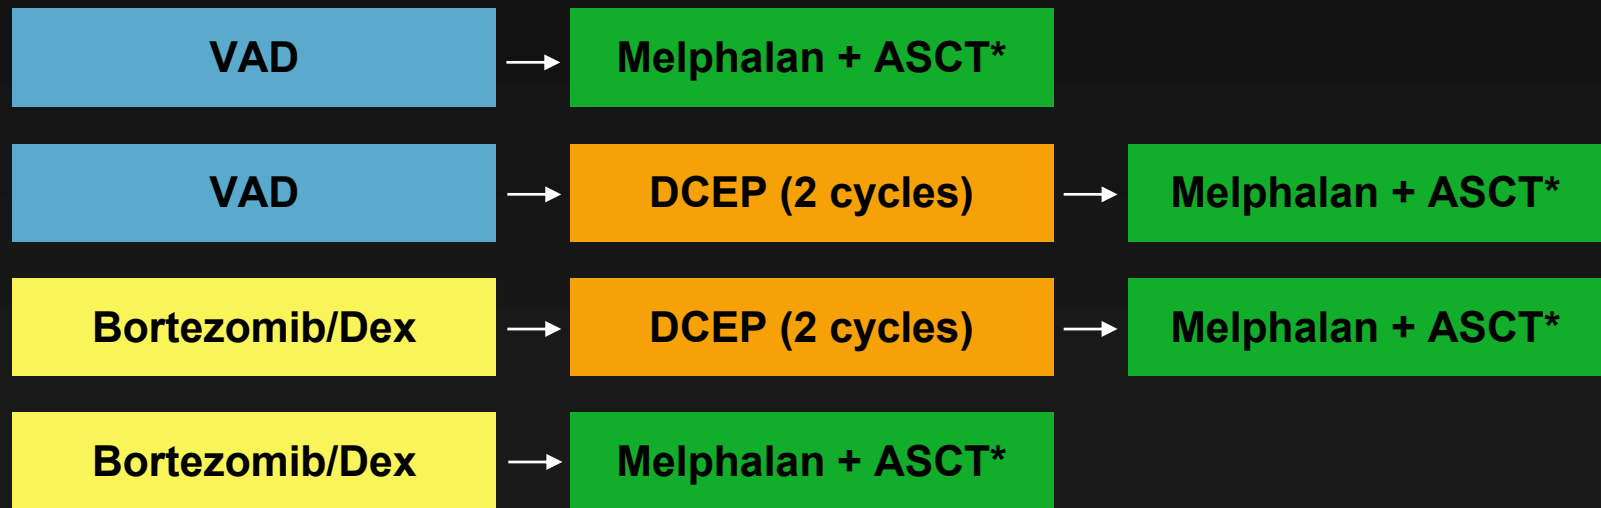 VAD
Melphalan + ASCT*
VAD
DCEP (2 cycles)
Melphalan + ASCT*
Bortezomib/Dex
DCEP (2 cycles)
Melphalan + ASCT*
Bortezomib/Dex
Melphalan + ASCT*